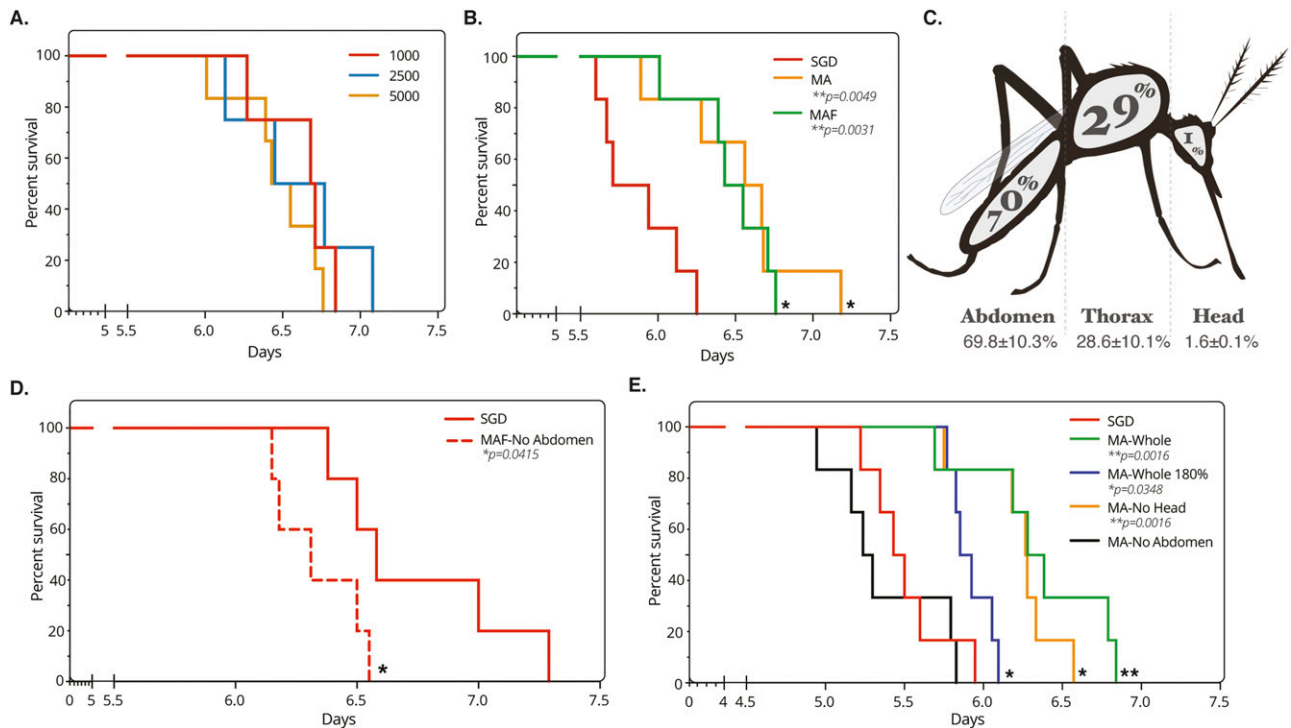 A.
Percent survival
100
80
60
40
20
0
1000
2500
5000
5 5.5 6.0 6.5 7.0 7.5
Days
B.
Percent survival
100
80
60
40
20
0
SGD
MA
**p=0.0049
MAF
**p=0.0031
* *
5 5.5 6.0 6.5 7.0 7.5
Days
C.
29%
1%
70%
Abdomen Thorax Head
69.8±10.3% 28.6±10.1% 1.6±0.1%
D.
Percent survival
100
80
60
40
20
0
SGD
MAF-No Abdomen
*p=0.0415
*
0 5 5.5 6.0 6.5 7.0 7.5
Days
E.
Percent survival
100
80
60
40
20
0
SGD
MA-Whole
**p=0.0016
MA-Whole 180%
*p=0.0348
MA-No Head
**p=0.0016
MA-No Abdomen
* * **
0 4 4.5 5.0 5.5 6.0 6.5 7.0 7.5
Days